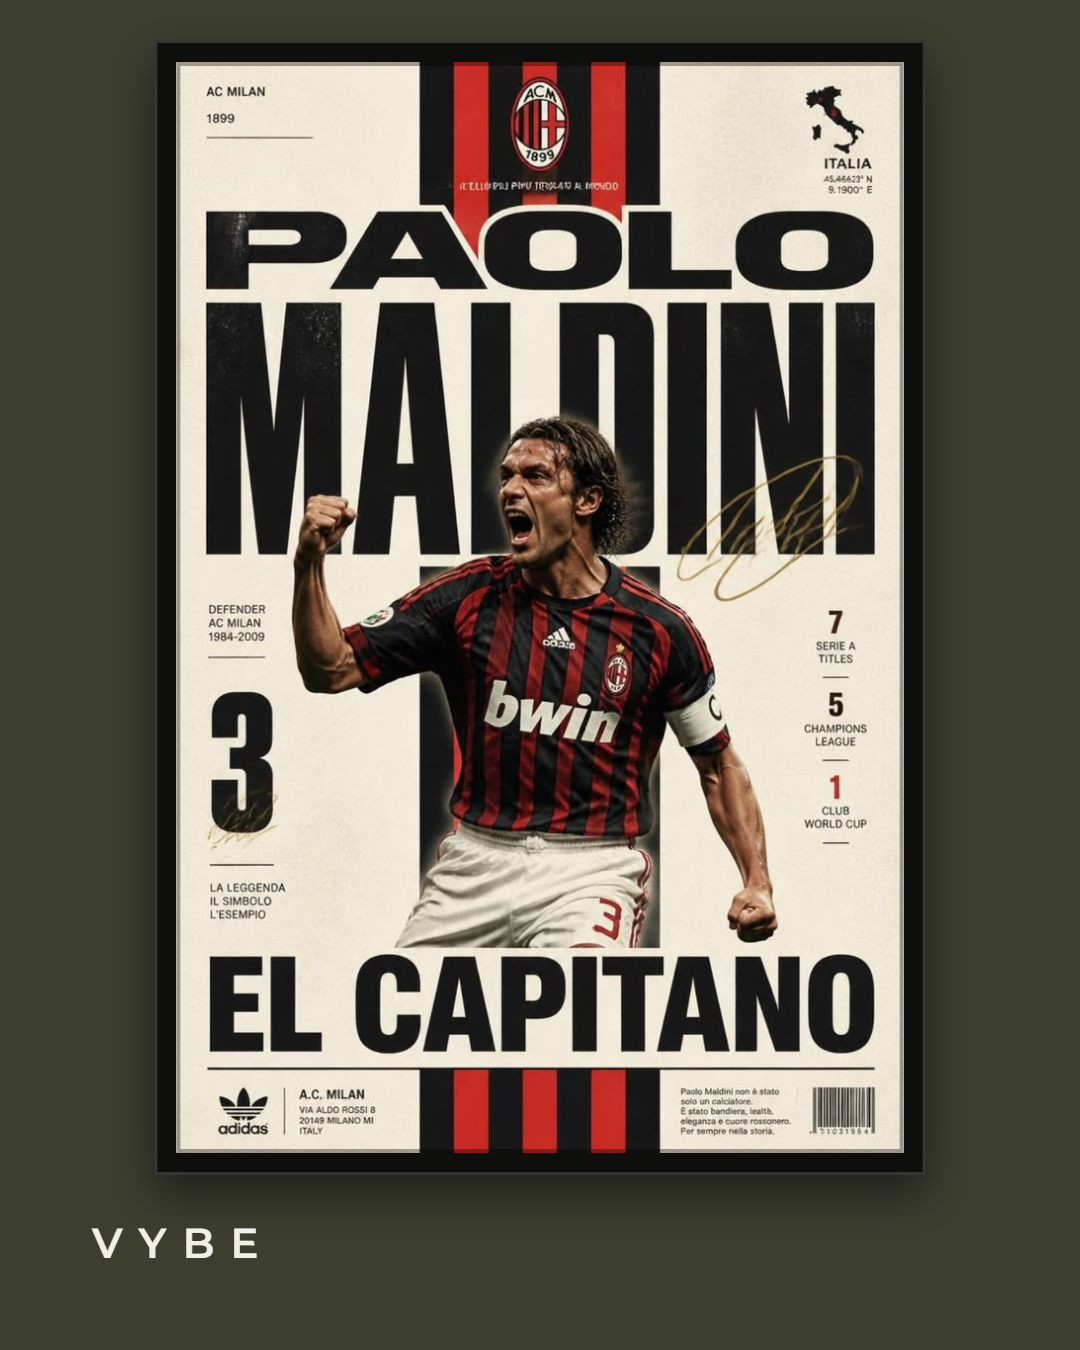 AC MILAN
1899
ACM
1899
ITALIA
9.1900" E
PAOLO
MALDINI
DEFENDER
AC MILAN
1984-2009
3
LA LEGGENDA
IL SIMBOLO
L'ESEMPIO
adidas
bwin
C
3
7
SERIE A
TITLES
5
CHAMPIONS
LEAGUE
1
CLUB
WORLD CUP
EL CAPITANO
adidas
A.C. MILAN
VIA ALDO ROSSI 8
20149 MILANO MI
ITALY
Paolo Maldini non è stato
solo un calciatore.
È stato bandiera, lealtà,
eleganza e cuore rossonero.
Per sempre nella storia.
VYBE